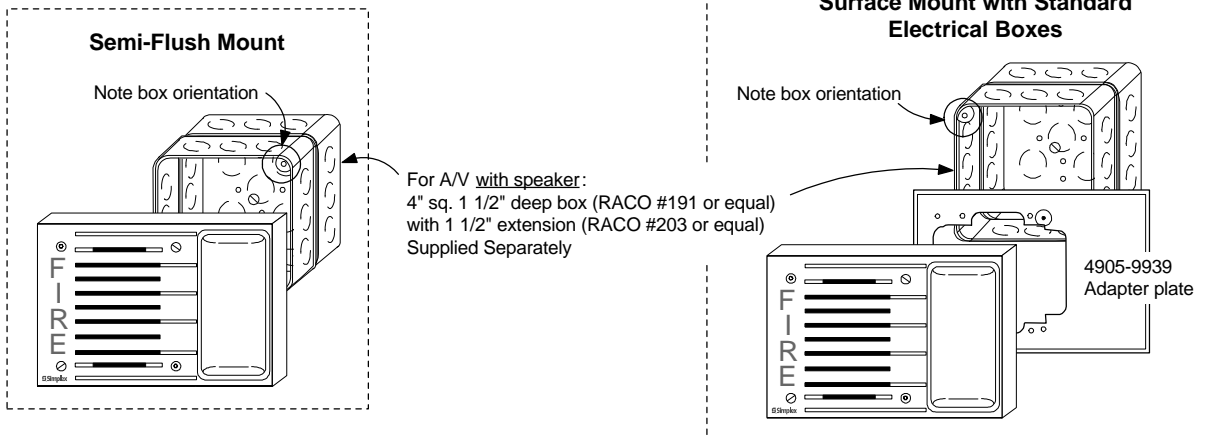 Semi-Flush Mount
Note box orientation
For A/V with speaker:
4" sq. 1 1/2" deep box (RACO #191 or equal)
with 1 1/2" extension (RACO #203 or equal)
Supplied Separately
FIRE
Simplex
Surface Mount with Standard
Electrical Boxes
Note box orientation
4905-9939
Adapter plate
FIRE
Simplex